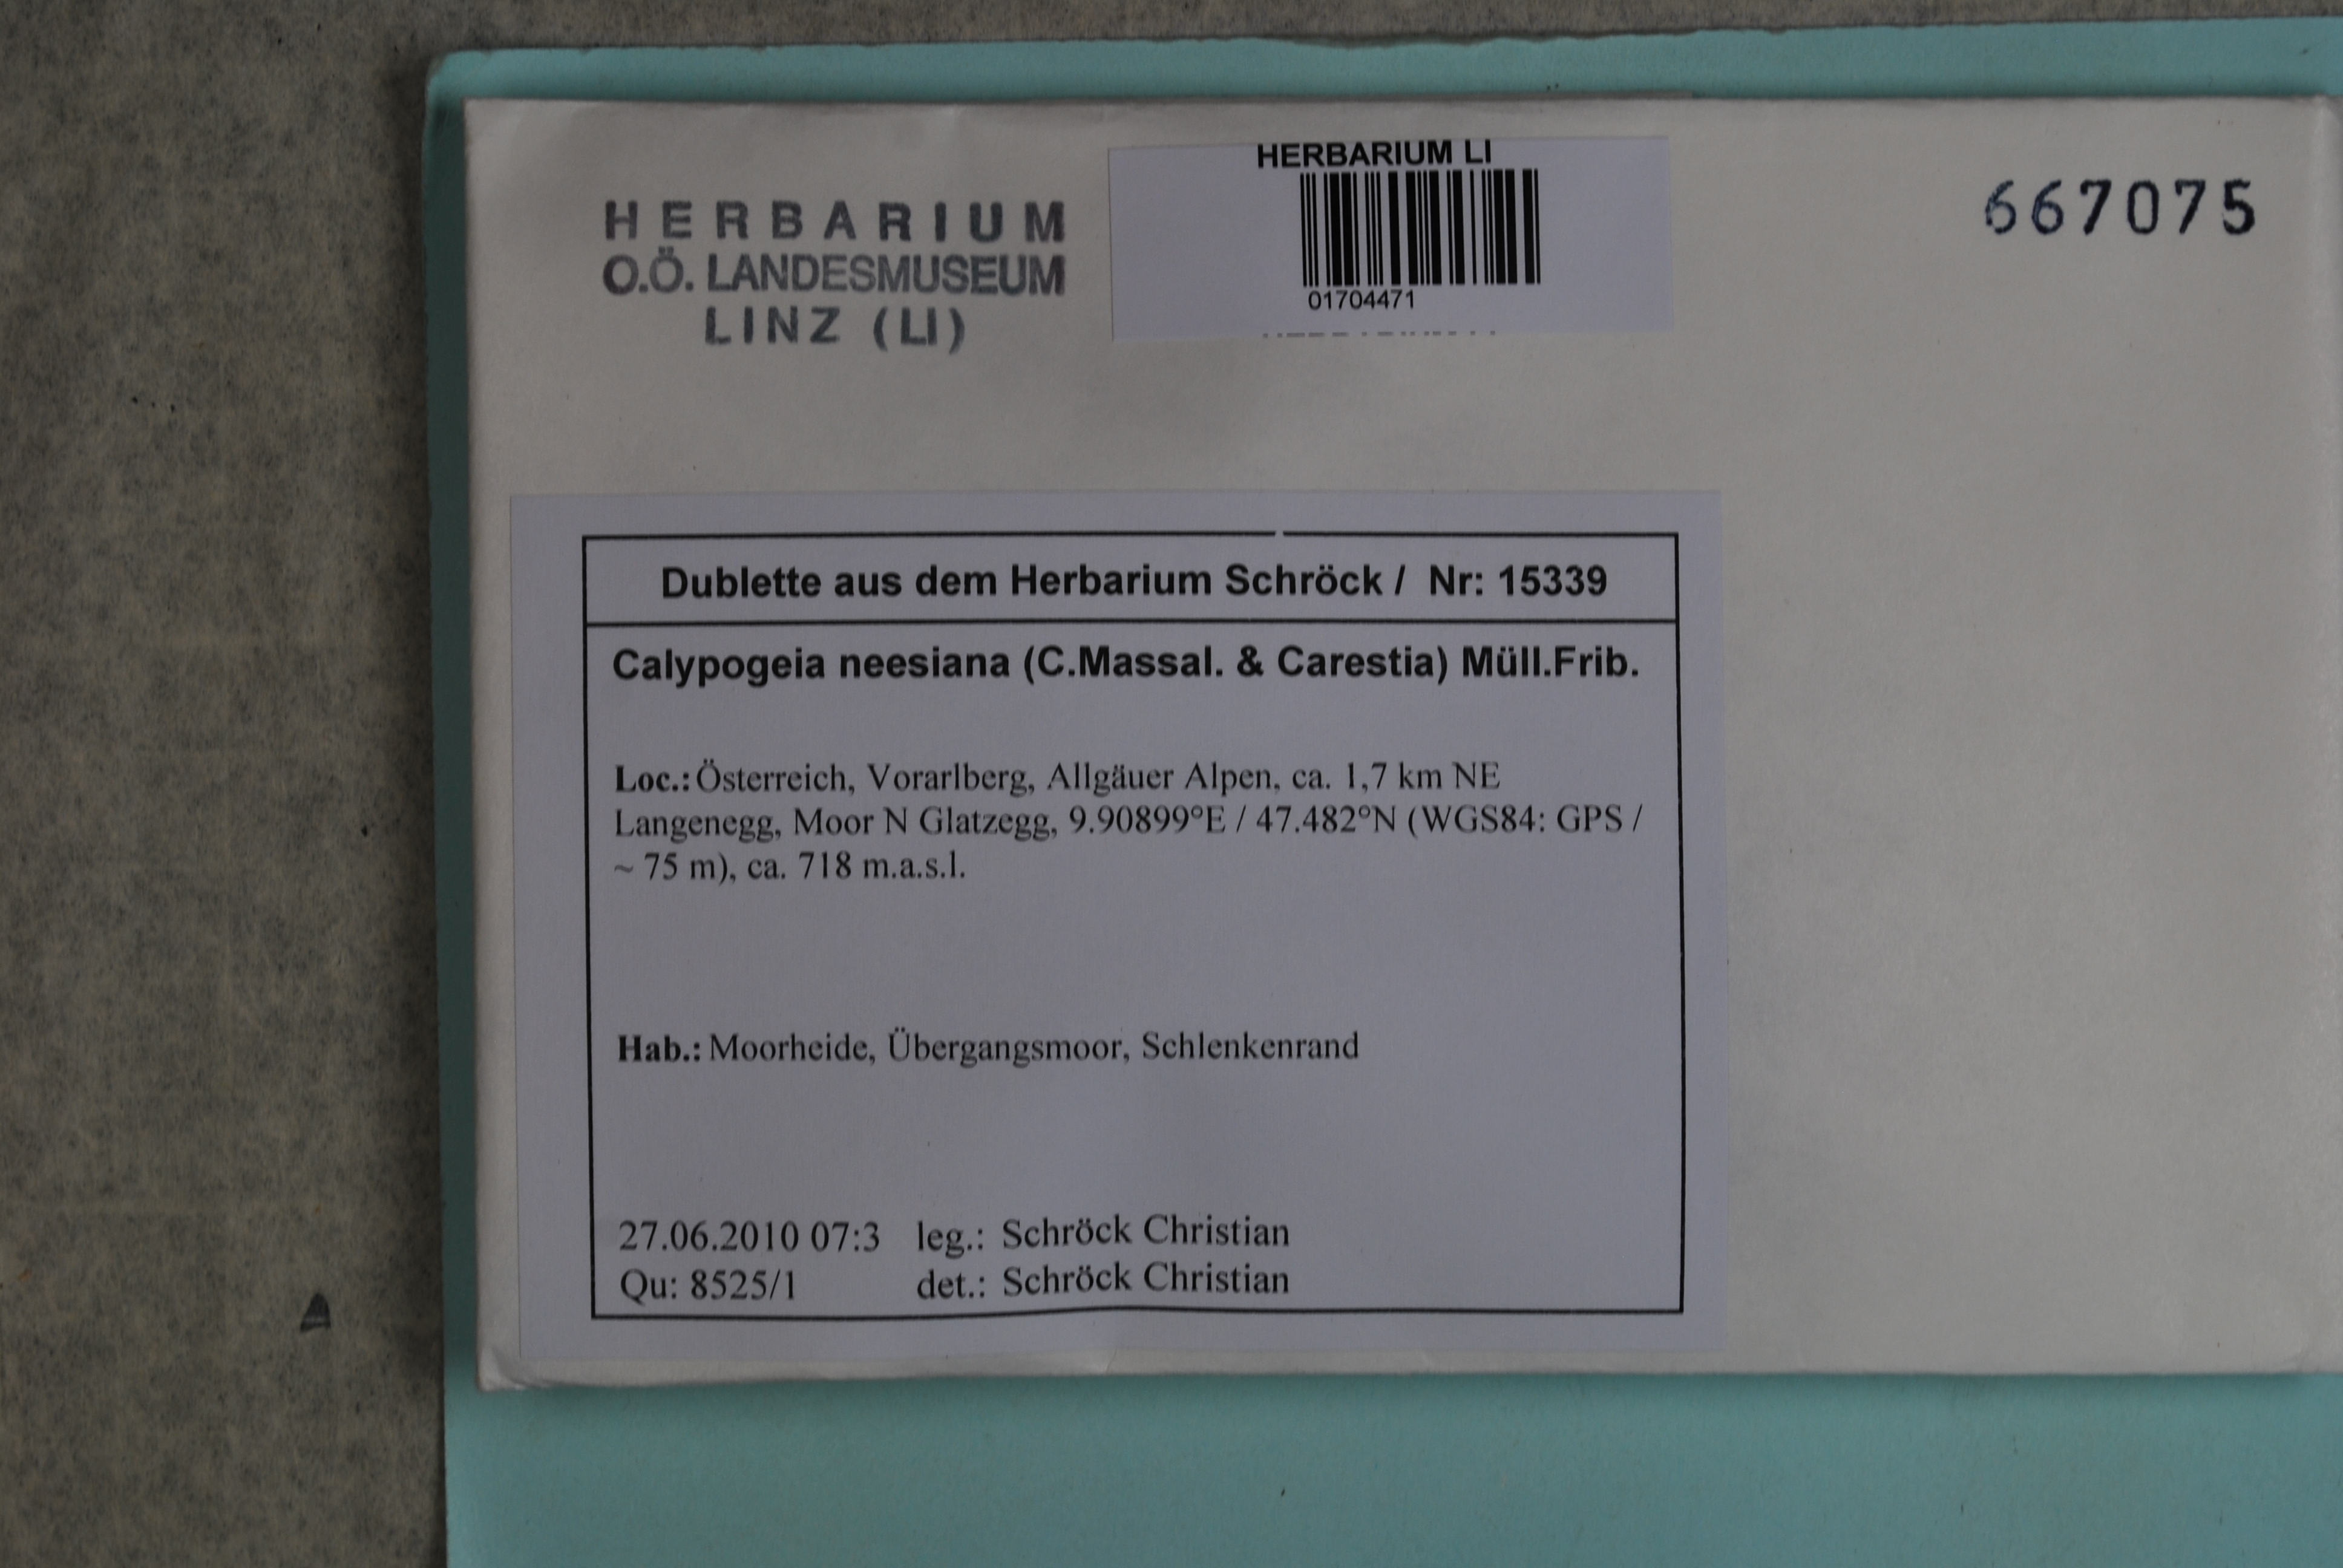 HERBARIUM
O.Ö. LANDESMUSEUM
LINZ (LI)
HERBARIUM LI
01704471
667075
Dublette aus dem Herbarium Schröck / Nr: 15339
Calypogeia neesiana (C.Massal. & Carestia) Müll.Frib.
Loc.: Österreich, Vorarlberg, Allgäuer Alpen, ca. 1,7 km NE
Langenegg, Moor N Glatzegg, 9.90899°E / 47.482°N (WGS84: GPS /
~ 75 m), ca. 718 m.a.s.l.
Hab.: Moorheide, Übergangsmoor, Schlenkenrand
27.06.2010 07:3 leg.: Schröck Christian
Qu: 8525/1 det.: Schröck Christian